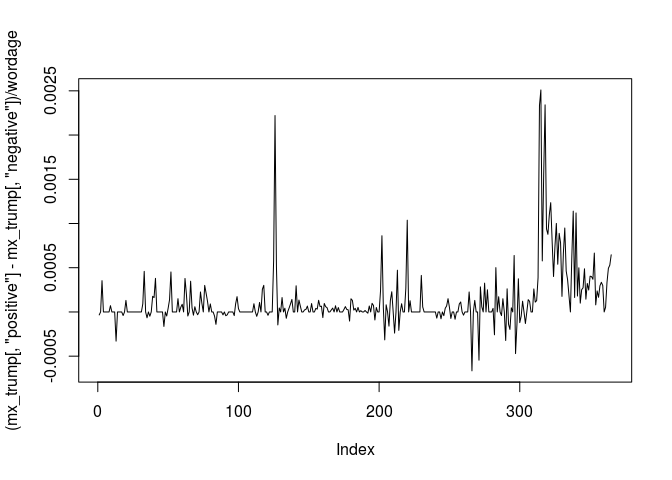 (mx_trump[, "positive"] - mx_trump[, "negative"])/wordage
0.0025
0.0015
0.0005
-0.0005
0 100 200 300
Index